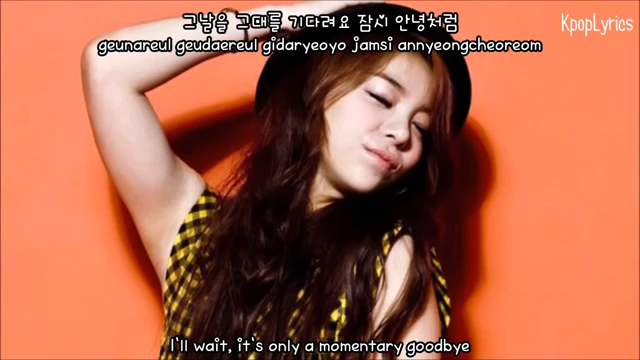 그날을 그대를 기다려요 잠시 안녕처럼
KpopLyrics
geunareul geudaereul gidaryeoyo jamsi annyeongcheoreom
I'll wait, it's only a momentary goodbye